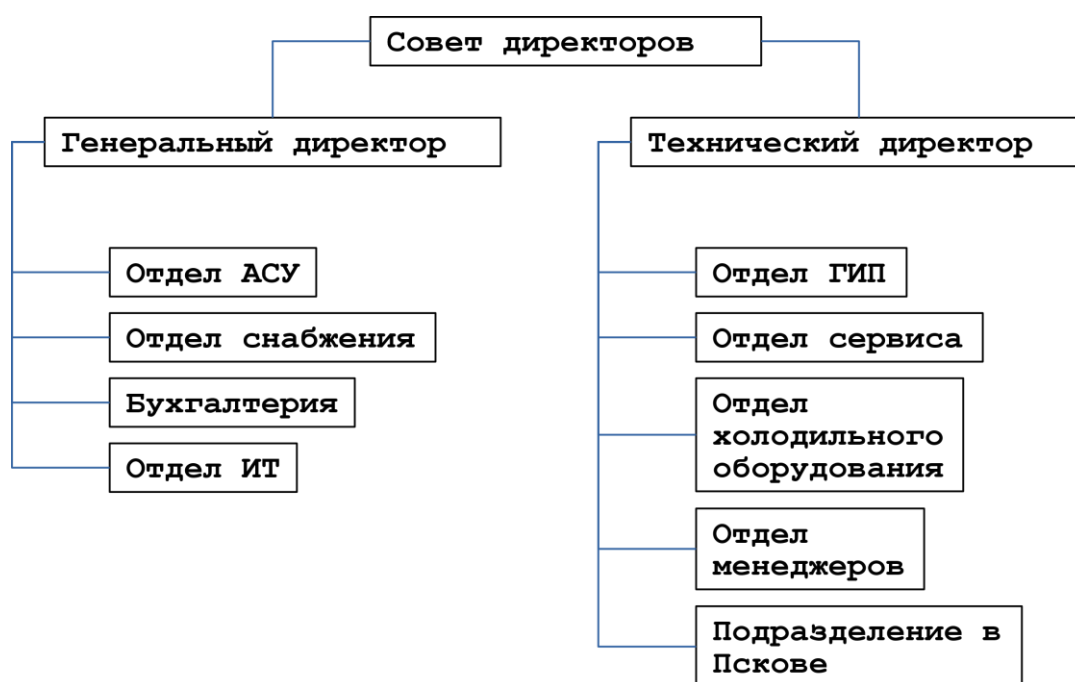 Совет директоров
Генеральный директор
Технический директор
Отдел АСУ
Отдел снабжения
Бухгалтерия
Отдел ИТ
Отдел ГИП
Отдел сервиса
Отдел
холодильного
оборудования
Отдел
менеджеров
Подразделение в
Пскове